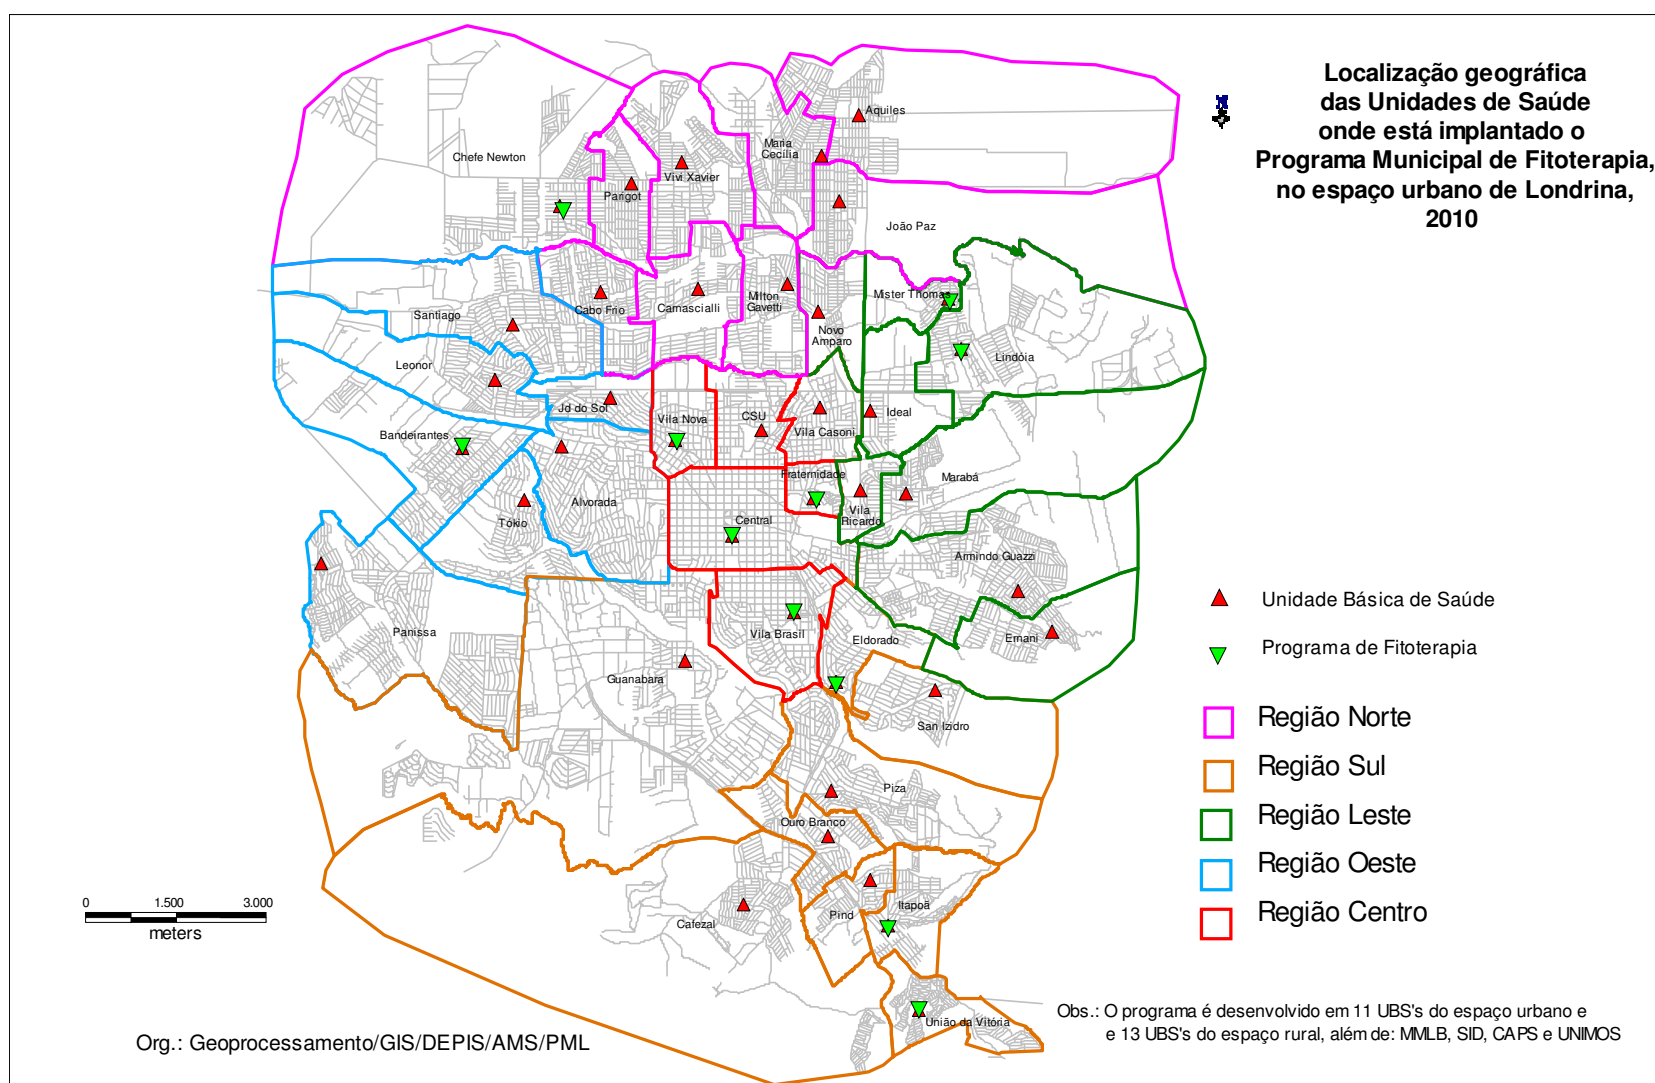 Localização geográfica
das Unidades de Saúde
onde está implantado o
Programa Municipal de Fitoterapia,
no espaço urbano de Londrina,
2010
Aquiles
Maria
Cecília
Chefe Newton
Vivi Xavier
Parigot
João Paz
Mister Thomas
Milton
Gavetti
Cabo Frio
Carnascialli
Santiago
Novo
Amparo
Lindóia
Leonor
Jd do Sol
Vila Nova
CSU
Ideal
Vila Casoni
Bandeirantes
Fraternidade
Marabá
Alvorada
Tókio
Central
Vila
Ricardo
Armindo Guazzi
Panissa
Vila Brasil
Eldorado
Ernani
Guanabara
San Izidro
Piza
Ouro Branco
Cafezal
Pind
Itapoã
União da Vitória
Unidade Básica de Saúde
Programa de Fitoterapia
Região Norte
Região Sul
Região Leste
Região Oeste
Região Centro
0 1.500 3.000
meters
Obs.: O programa é desenvolvido em 11 UBS's do espaço urbano e
e 13 UBS's do espaço rural, além de: MMLB, SID, CAPS e UNIMOS
Org.: Geoprocessamento/GIS/DEPIS/AMS/PML